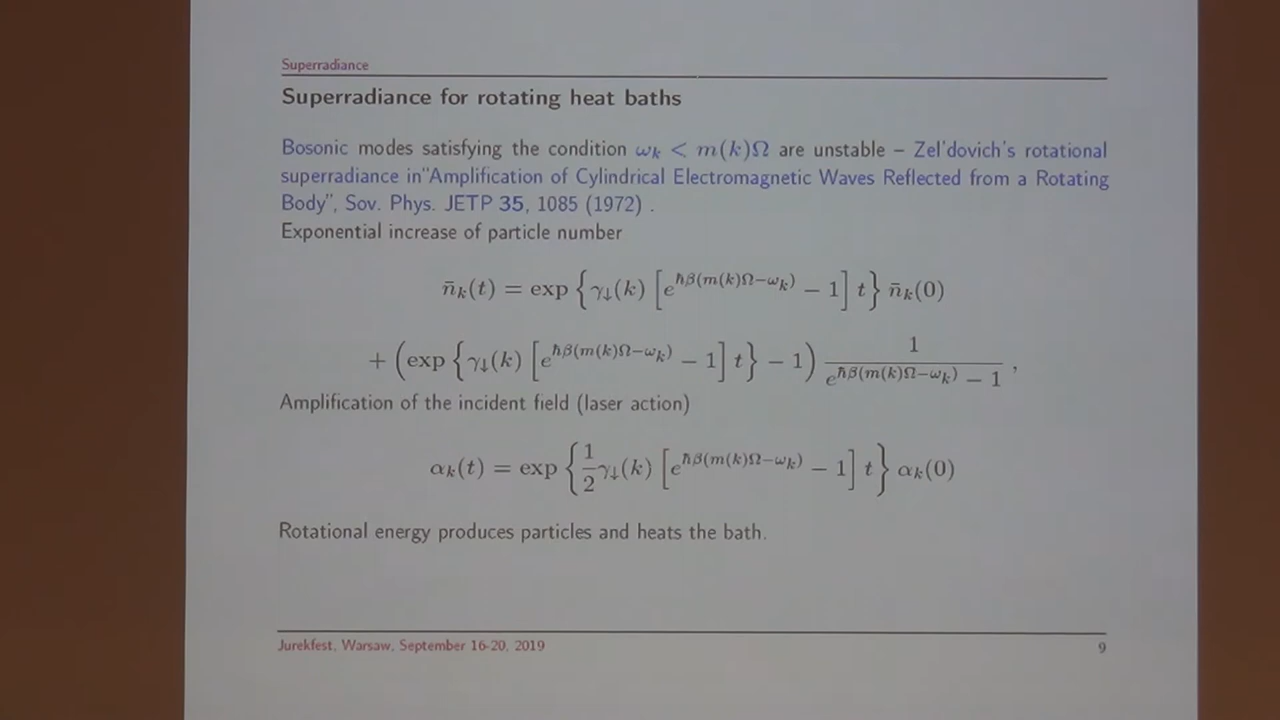 Superradiance
Superradiance for rotating heat baths
Bosonic modes satisfying the condition ωₖ < m(k)Ω are unstable – Zel'dovich's rotational
superradiance in"Amplification of Cylindrical Electromagnetic Waves Reflected from a Rotating
Body", Sov. Phys. JETP 35, 1085 (1972) .
Exponential increase of particle number
n̄ₖ(t) = exp {γ↓(k) [e^{ħβ(m(k)Ω−ωₖ)} − 1] t} n̄ₖ(0)
+ (exp {γ↓(k) [e^{ħβ(m(k)Ω−ωₖ)} − 1] t} − 1) 1 / (e^{ħβ(m(k)Ω−ωₖ)} − 1) ,
Amplification of the incident field (laser action)
αₖ(t) = exp {1/2 γ↓(k) [e^{ħβ(m(k)Ω−ωₖ)} − 1] t} αₖ(0)
Rotational energy produces particles and heats the bath.
Jurekfest, Warsaw, September 16-20, 2019 9